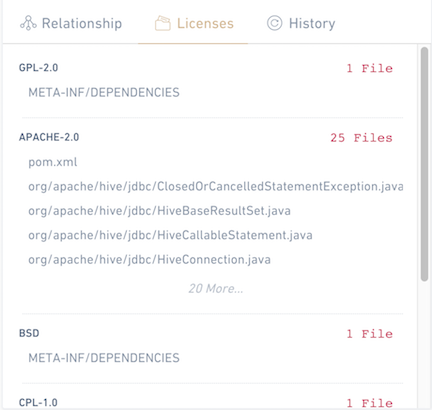 Relationship Licenses History
GPL-2.0 1 File
META-INF/DEPENDENCIES
APACHE-2.0 25 Files
pom.xml
org/apache/hive/jdbc/ClosedOrCancelledStatementException.java
org/apache/hive/jdbc/HiveBaseResultSet.java
org/apache/hive/jdbc/HiveCallableStatement.java
org/apache/hive/jdbc/HiveConnection.java
20 More...
BSD 1 File
META-INF/DEPENDENCIES
CPL-1.0 1 File